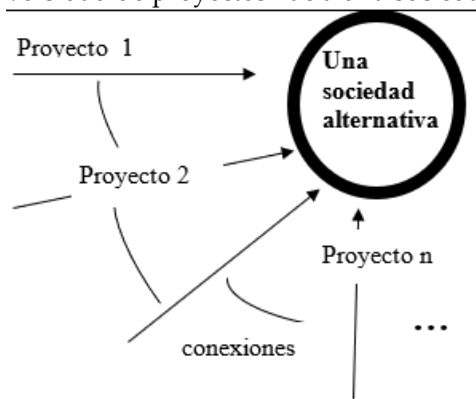 Proyecto 1
Una
sociedad
alternativa
Proyecto 2
Proyecto n
...
conexiones